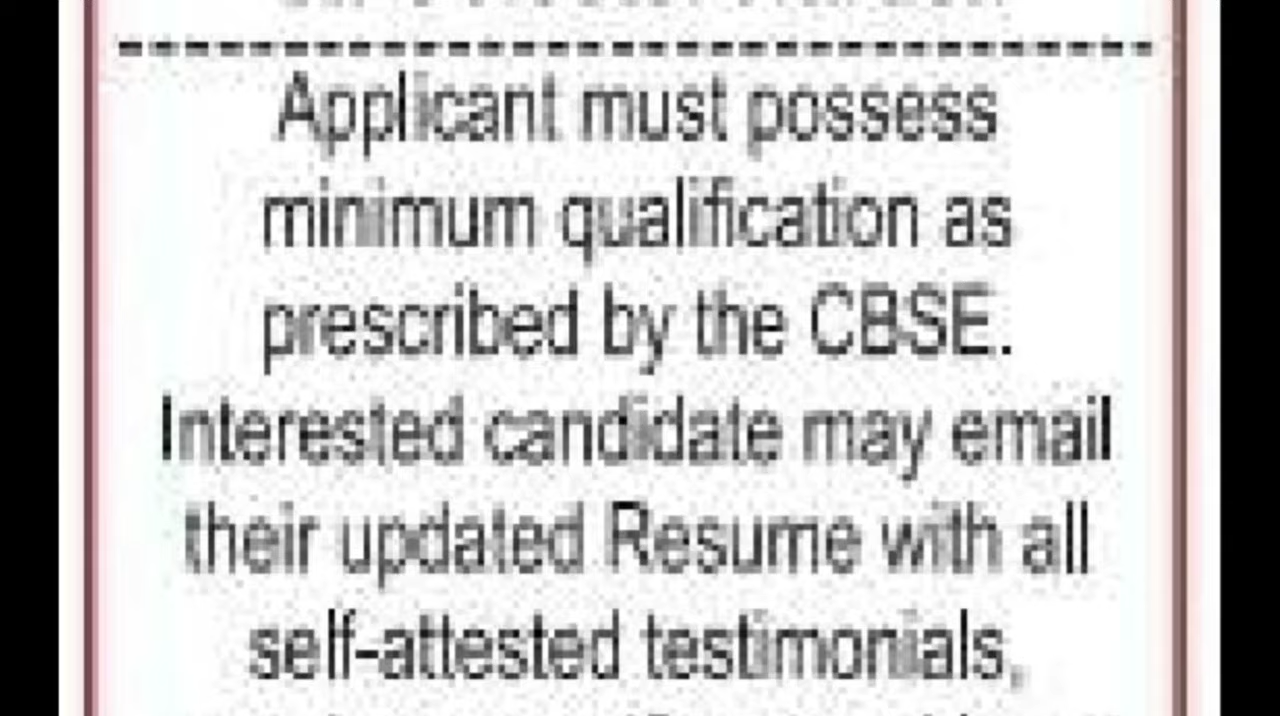 Applicant must possess
minimum qualification as
prescribed by the CBSE.
Interested candidate may email
their updated Resume with all
self-attested testimonials,